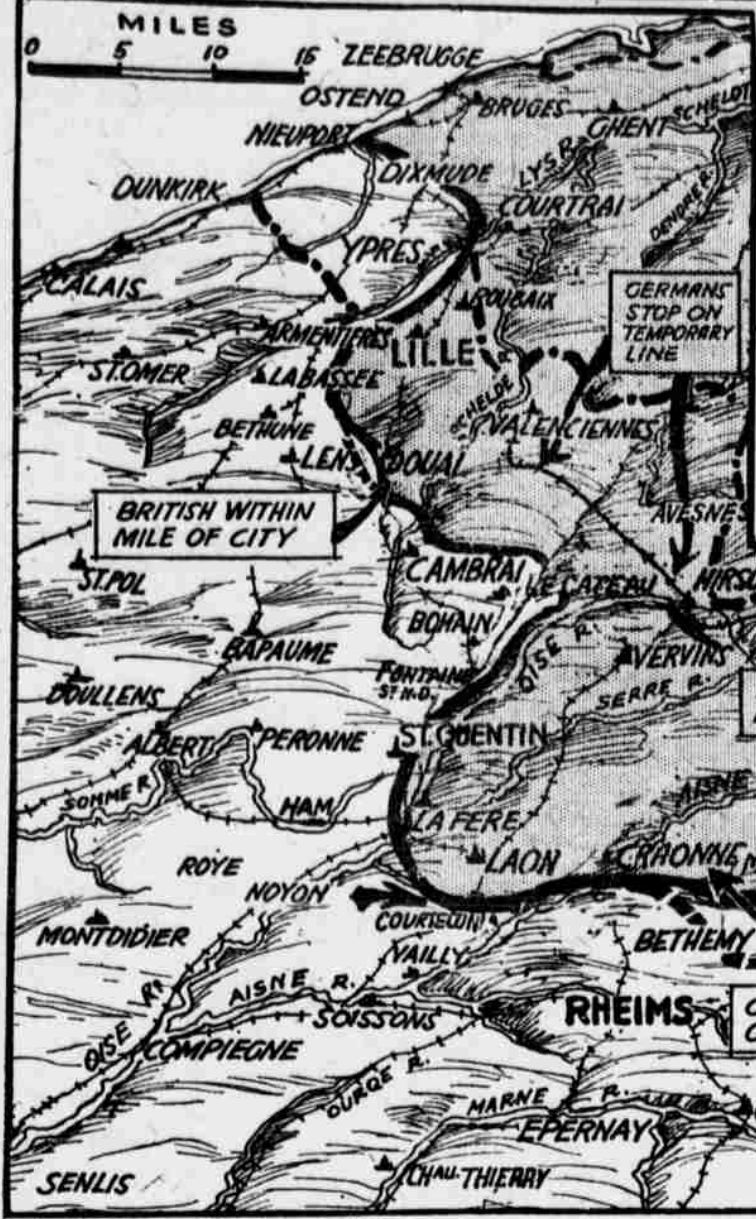 MILES
0 5 10 15
ZEEBRUGGE
OSTEND
BRUGES
GHENT
SCHELDT
NIEUPORT
DIXMUDE
LYS R.
DENDRE R.
DUNKIRK
COURTRAI
YPRES
CALAIS
ROUBAIX
GERMANS
STOP ON
TEMPORARY
LINE
ARMENTIERES
LILLE
ST. OMER
LABASSEE
SCHELDE R.
BETHUNE
VALENCIENNES
LENS
DOUAI
BRITISH WITHIN
MILE OF CITY
AVESNES
CAMBRAI
LE CATEAU
HIRS
ST. POL
BOHAIN
BAPAUME
OISE R.
FONTAINE
ST. N.D.
VERVINS
DOULLENS
SERRE R.
ALBERT
PERONNE
ST. QUENTIN
SOMME R.
HAM
AISNE
LA FERE
ROYE
LAON
CRAONNE
NOYON
COURTECON
MONTDIDIER
BETHEMY
VAILLY
OISE R.
AISNE R.
SOISSONS
RHEIMS
COMPIEGNE
OURQE R.
MARNE R.
EPERNAY
SENLIS
CHAU. THIERRY